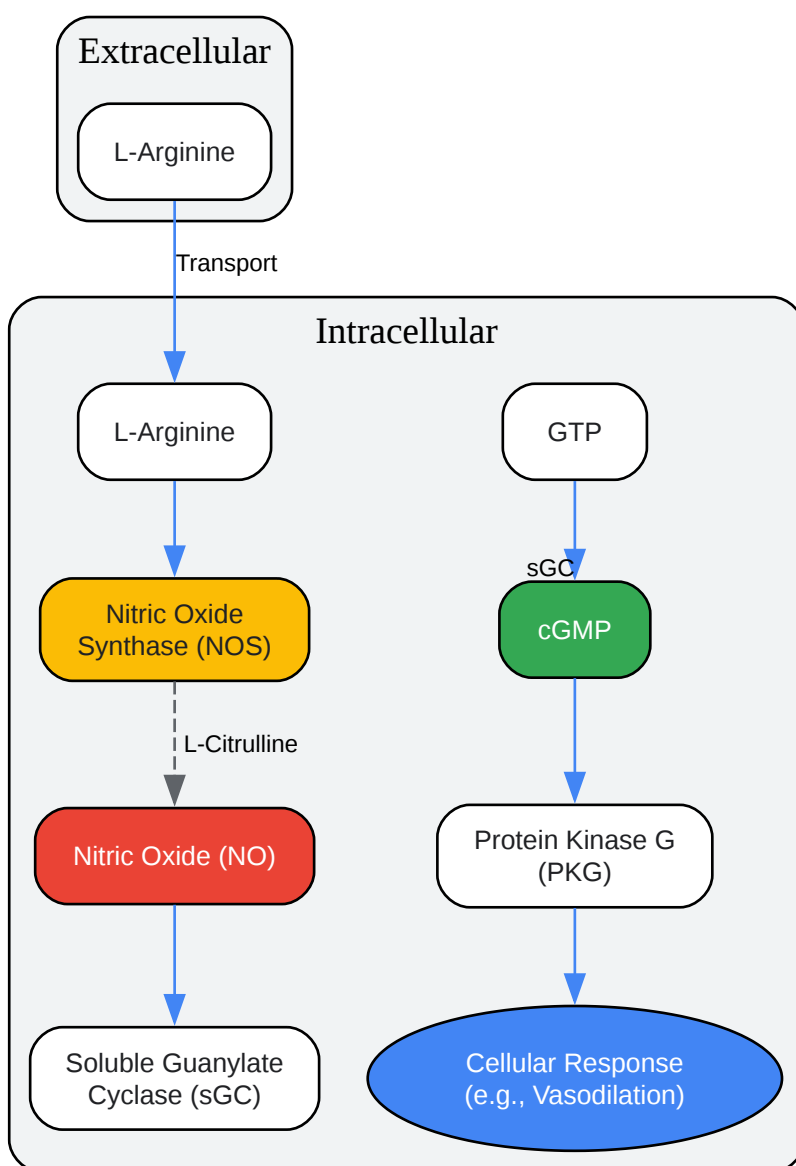 Extracellular
L-Arginine
Transport
Intracellular
L-Arginine
GTP
sGC
Nitric Oxide
Synthase (NOS)
cGMP
L-Citrulline
Nitric Oxide (NO)
Protein Kinase G
(PKG)
Soluble Guanylate
Cyclase (sGC)
Cellular Response
(e.g., Vasodilation)